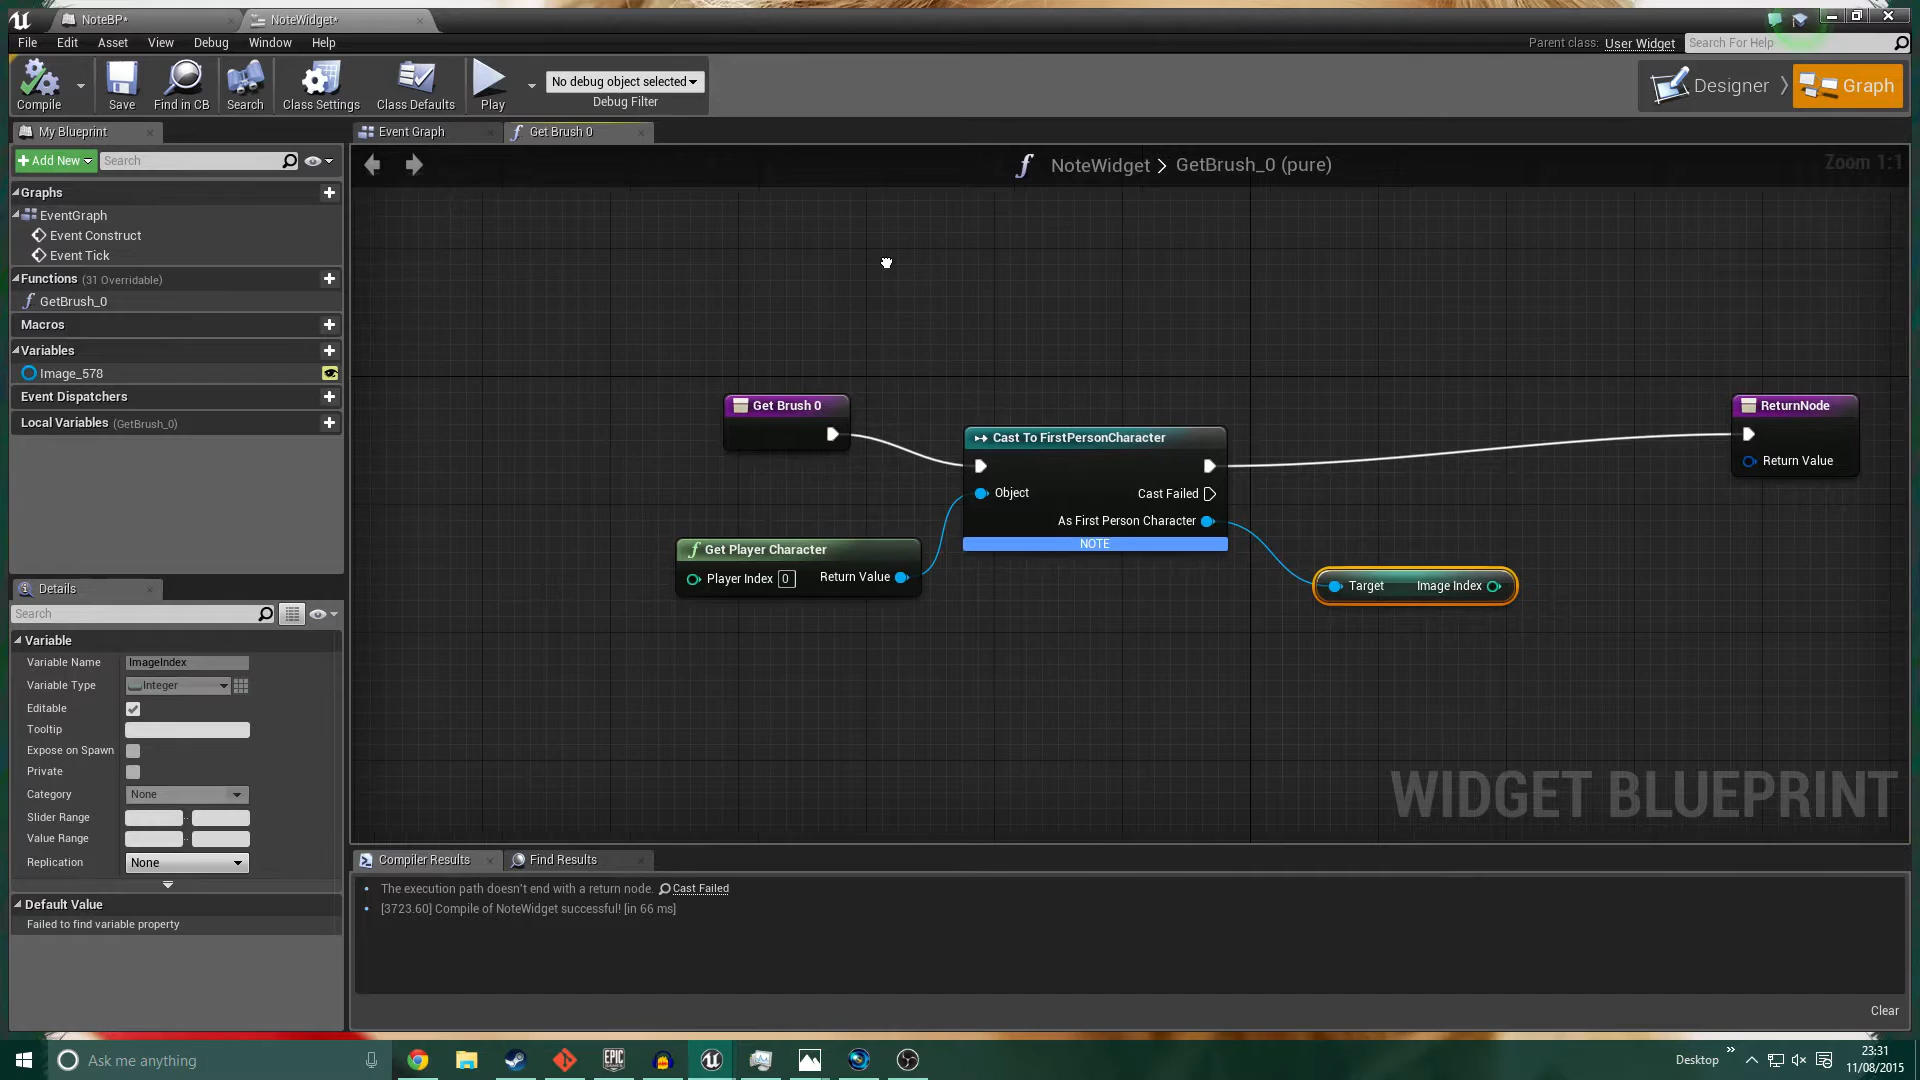 NoteBP*
NoteWidget*
File Edit Asset View Debug Window Help
Parent class: User Widget
Search For Help
Compile
Save
Find in CB
Search
Class Settings
Class Defaults
Play
No debug object selected
Debug Filter
Designer
Graph
My Blueprint
Event Graph
Get Brush 0
Add New
Search
NoteWidget > GetBrush_0 (pure)
Zoom 1:1
Graphs
EventGraph
Event Construct
Event Tick
Functions (31 Overridable)
GetBrush_0
Macros
Variables
Image_578
Event Dispatchers
Local Variables (GetBrush_0)
Get Brush 0
Cast To FirstPersonCharacter
Object
Cast Failed
As First Person Character
NOTE
Get Player Character
Player Index 0
Return Value
Target
Image Index
ReturnNode
Return Value
WIDGET BLUEPRINT
Details
Search
Variable
Variable Name ImageIndex
Variable Type Integer
Editable
Tooltip
Expose on Spawn
Private
Category None
Slider Range
Value Range
Replication None
Default Value
Failed to find variable property
Compiler Results
Find Results
The execution path doesn't end with a return node. Cast Failed
[3723.60] Compile of NoteWidget successful! [in 66 ms]
Clear
Ask me anything
EPIC
Desktop
23:31
11/08/2015